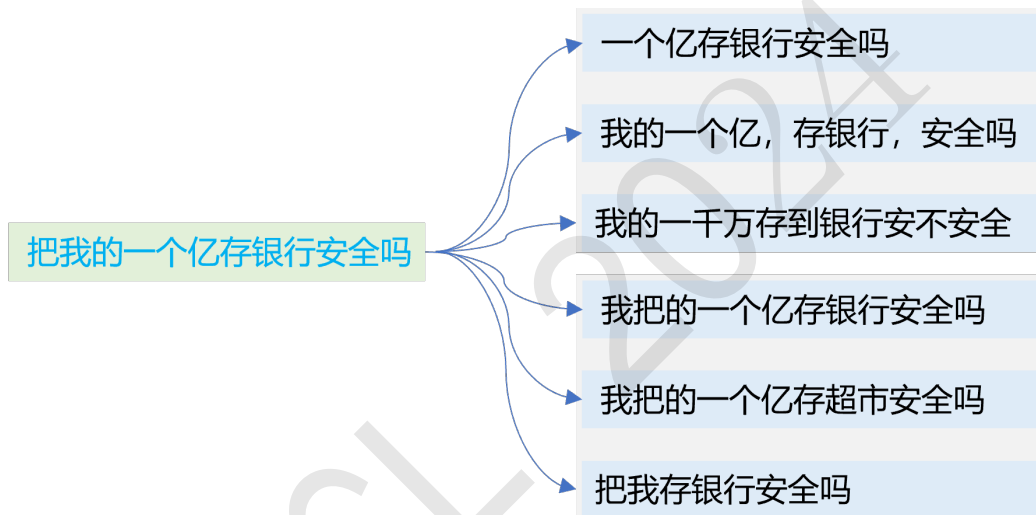 一个亿存银行安全吗
我的一个亿，存银行，安全吗
我的一千万存到银行安不安全
把我的一个亿存银行安全吗
我把的一个亿存银行安全吗
我把的一个亿存超市安全吗
把我存银行安全吗
CL 2024